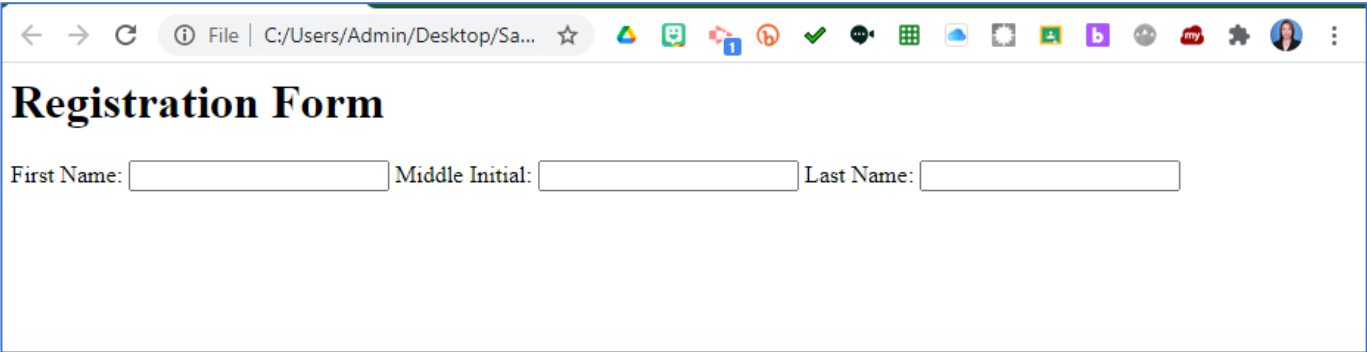 File C:/Users/Admin/Desktop/Sa... 1 my b
Registration Form
First Name: Middle Initial: Last Name: